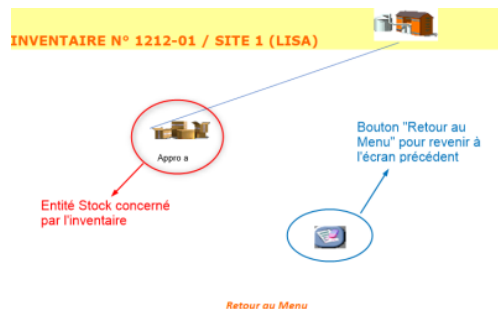 INVENTAIRE N° 1212-01 / SITE 1 (LISA)
Appro a
Bouton "Retour au
Menu" pour revenir à
l'écran précédent
Entité Stock concerné
par l'inventaire
Retour au Menu